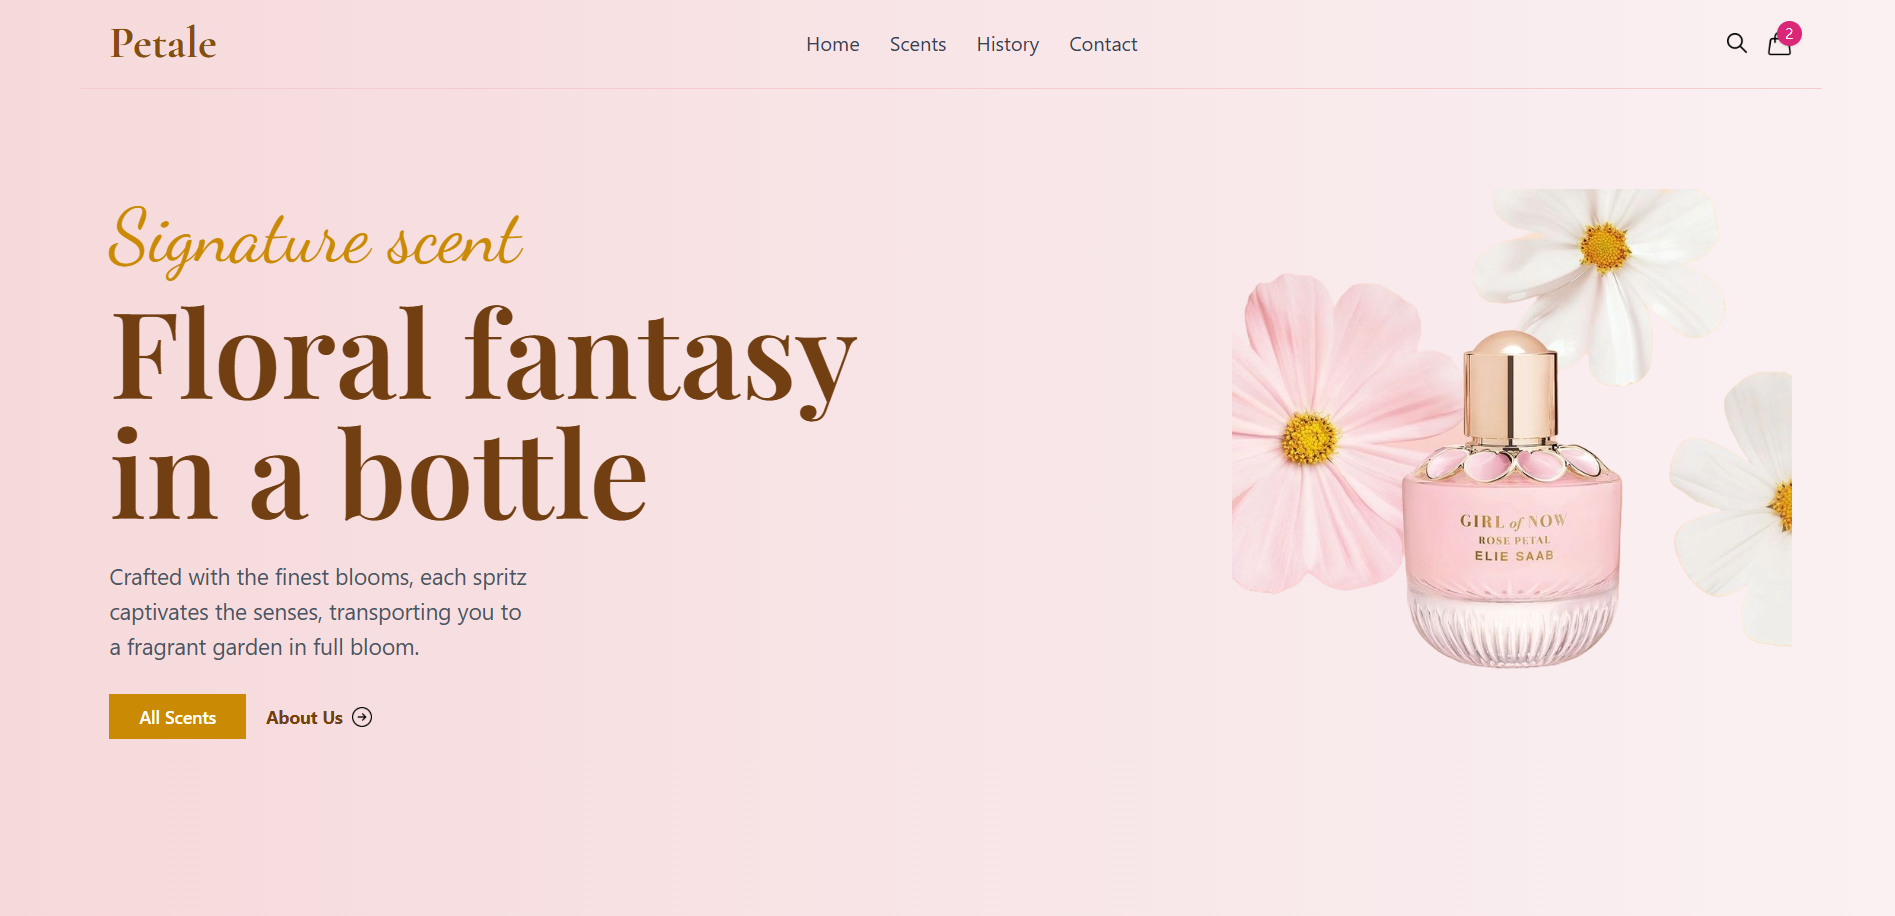 Petale
Home Scents History Contact
2
Signature scent
Floral fantasy
in a bottle
Crafted with the finest blooms, each spritz
captivates the senses, transporting you to
a fragrant garden in full bloom.
All Scents About Us
GIRL of NOW
ROSE PETAL
ELIE SAAB